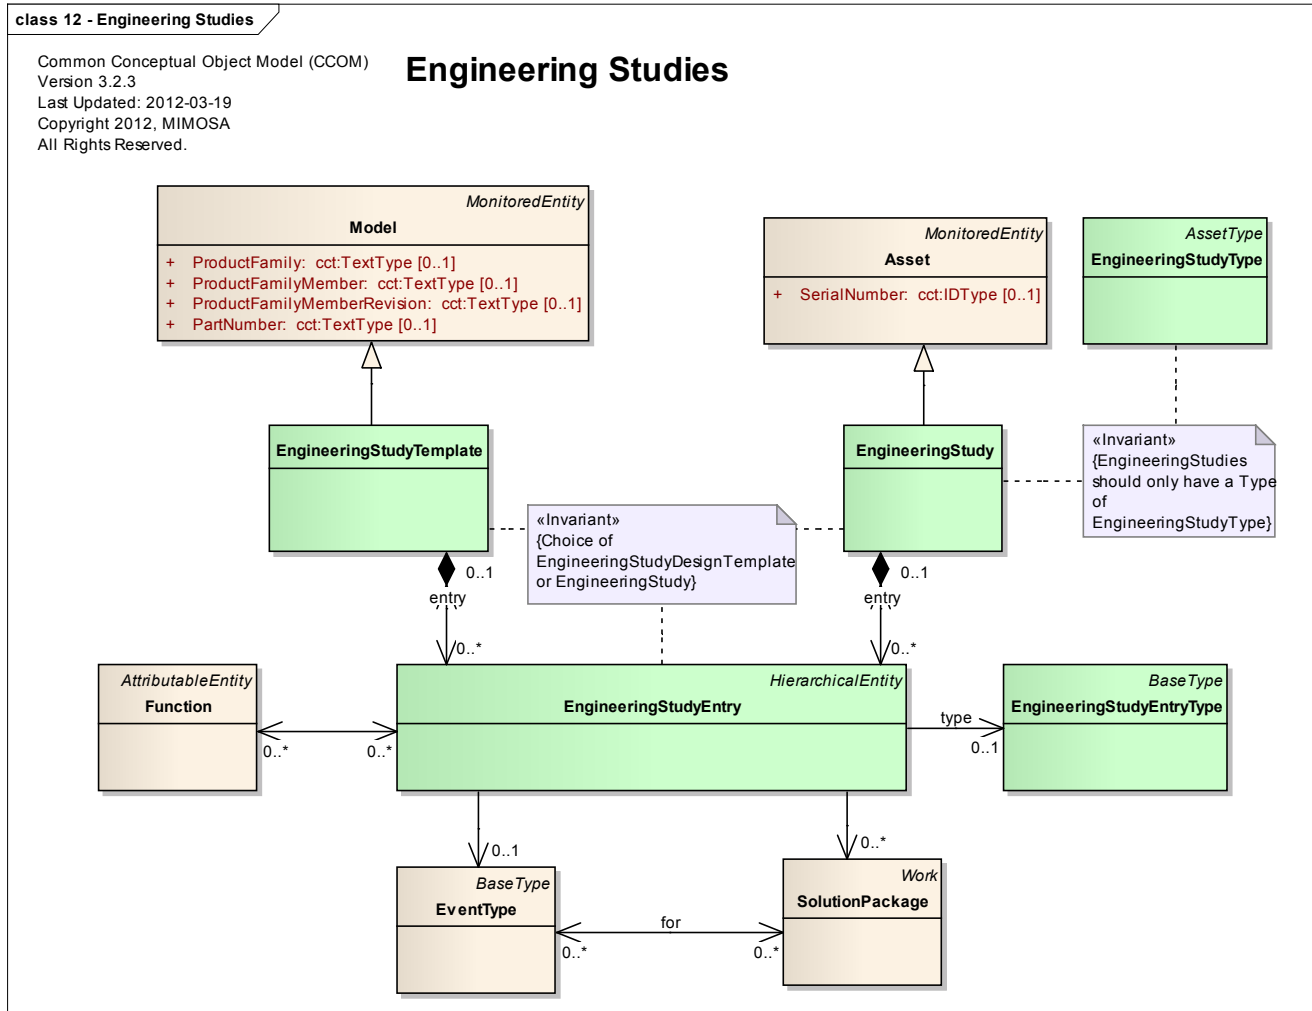 class 12 - Engineering Studies
Common Conceptual Object Model (CCOM)
Version 3.2.3
Last Updated: 2012-03-19
Copyright 2012, MIMOSA
All Rights Reserved.
Engineering Studies
MonitoredEntity
Model
+ ProductFamily: cct:TextType [0..1]
+ ProductFamilyMember: cct:TextType [0..1]
+ ProductFamilyMemberRevision: cct:TextType [0..1]
+ PartNumber: cct:TextType [0..1]
MonitoredEntity
Asset
+ SerialNumber: cct:IDType [0..1]
AssetType
EngineeringStudyType
EngineeringStudyTemplate
EngineeringStudy
«Invariant»
{EngineeringStudies
should only have a Type
of
EngineeringStudyType}
«Invariant»
{Choice of
EngineeringStudyDesignTemplate
or EngineeringStudy}
0..1
entry
0..*
0..1
entry
0..*
AttributableEntity
Function
0..*
0..*
HierarchicalEntity
EngineeringStudyEntry
type
0..1
BaseType
EngineeringStudyEntryType
0..1
0..*
BaseType
EventType
for
0..*
0..*
Work
SolutionPackage